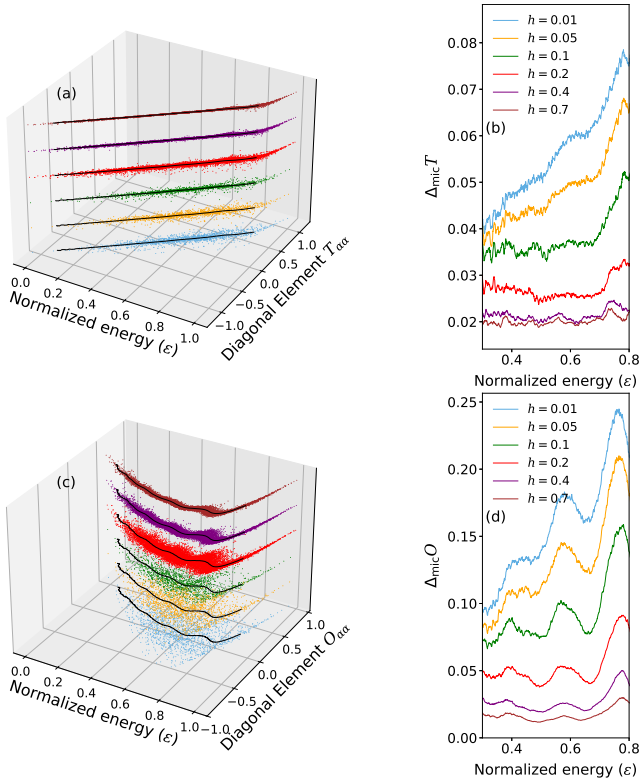 (a)
0.0
0.2
0.4
0.6
0.8
1.0
Normalized energy (ε)
−1.0
−0.5
0.0
0.5
1.0
Diagonal Element Tαα
h = 0.01
h = 0.05
h = 0.1
h = 0.2
h = 0.4
h = 0.7
(b)
0.08
0.07
0.06
0.05
0.04
0.03
0.02
ΔmicT
0.4
0.6
0.8
Normalized energy (ε)
(c)
0.0
0.2
0.4
0.6
0.8
1.0
Normalized energy (ε)
−1.0
−0.5
0.0
0.5
1.0
Diagonal Element Oαα
h = 0.01
h = 0.05
h = 0.1
h = 0.2
h = 0.4
h = 0.7
(d)
0.25
0.20
0.15
0.10
0.05
0.00
ΔmicO
0.4
0.6
0.8
Normalized energy (ε)